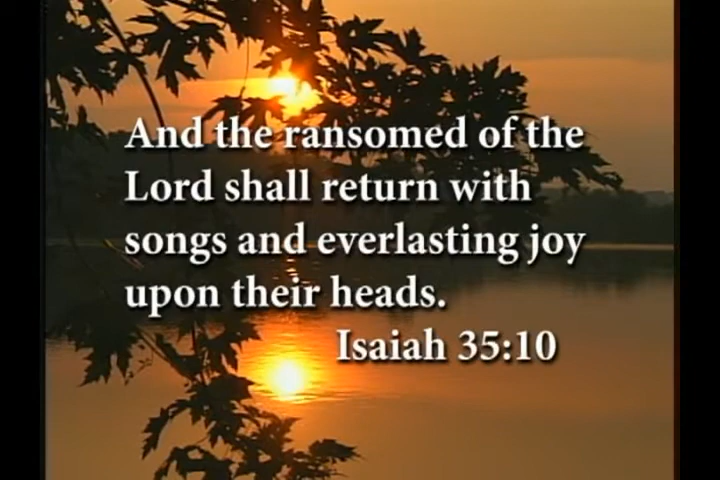 And the ransomed of the
Lord shall return with
songs and everlasting joy
upon their heads.
Isaiah 35:10